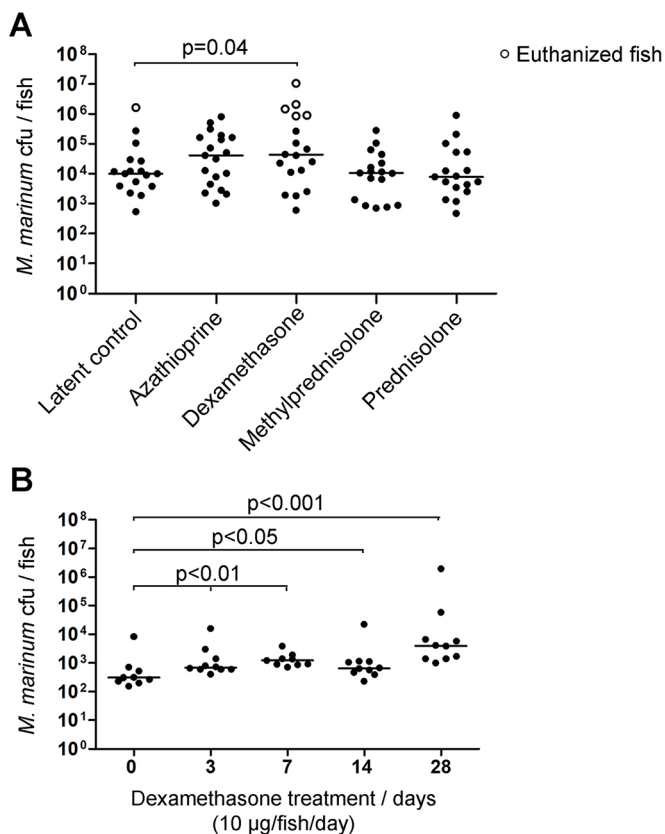 A
p=0.04
Euthanized fish
10⁸
10⁷
10⁶
10⁵
10⁴
10³
10²
10¹
10⁰
M. marinum cfu / fish
Latent control
Azathioprine
Dexamethasone
Methylprednisolone
Prednisolone
B
p<0.001
p<0.05
p<0.01
10⁸
10⁷
10⁶
10⁵
10⁴
10³
10²
10¹
10⁰
M. marinum cfu / fish
0 3 7 14 28
Dexamethasone treatment / days
(10 µg/fish/day)